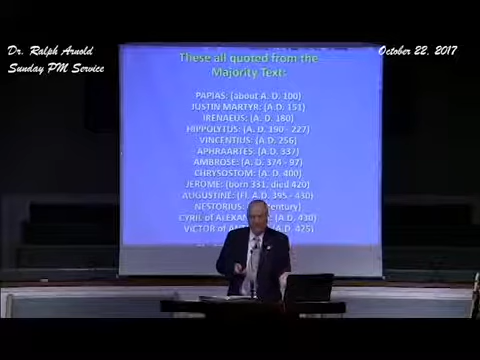 Dr. Ralph Arnold
Sunday PM Service
October 22, 2017
These all quoted from the
Majority Text:
PAPIAS: (about A. D. 100)
JUSTIN MARTYR: (A.D. 151)
IRENAEUS: (A. D. 180)
HIPPOLYTUS: (A.D. 190 - 227)
VINCENTIUS: (A.D. 256)
APHRAARTES: (A.D. 337)
AMBROSE: (A.D. 374 - 97)
CHRYSOSTOM: (A.D. 400)
JEROME: (born 331, died 420)
AUGUSTINE: (Fl. A.D. 395 - 430)
NESTORIUS:
CYRIL of (A.D. 430)
VICTOR of (A.D. 425)